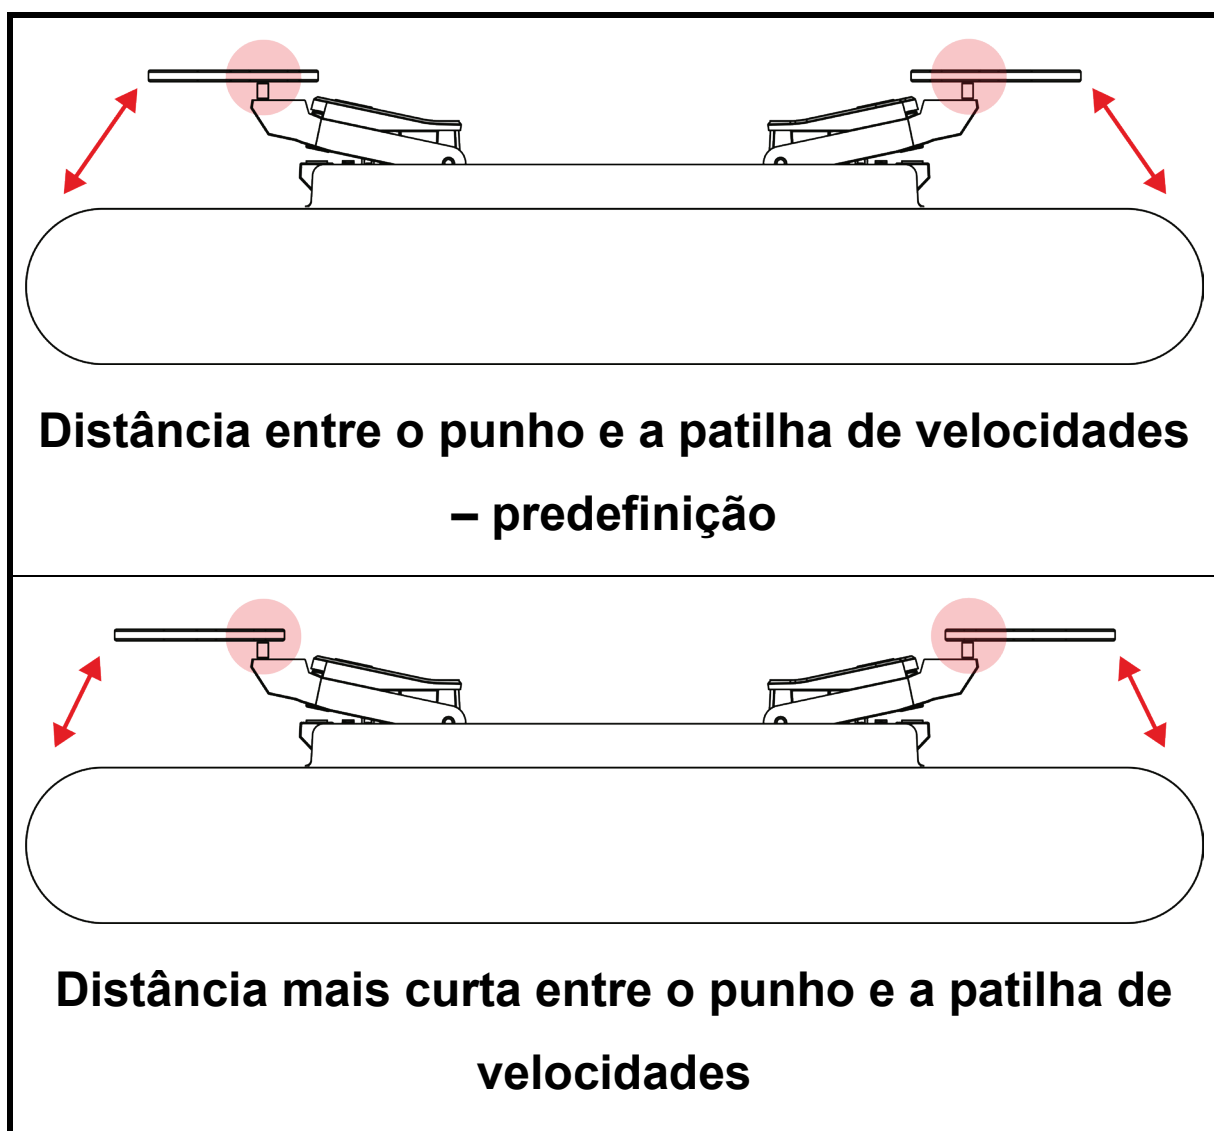 Distância entre o punho e a patilha de velocidades
– predefinição
Distância mais curta entre o punho e a patilha de
velocidades